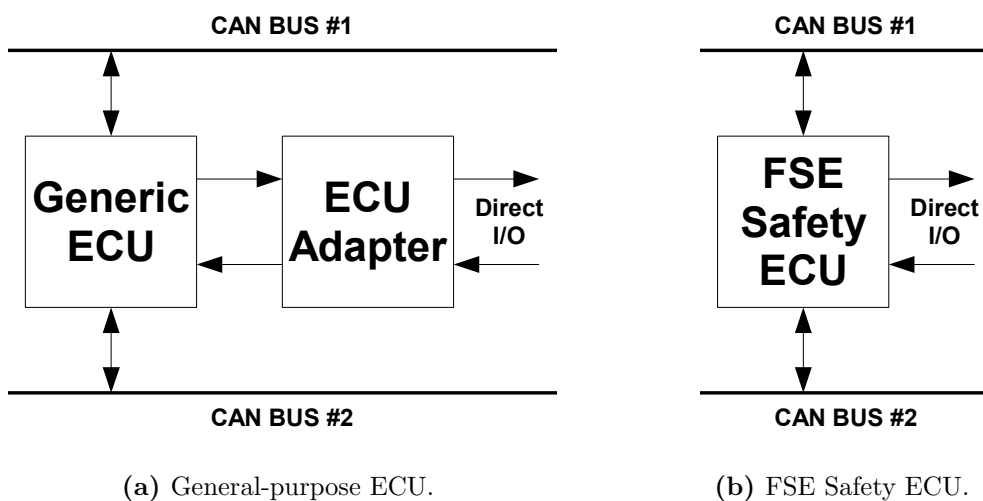 CAN BUS #1
Generic
ECU
ECU
Adapter
Direct
I/O
CAN BUS #2
(a) General-purpose ECU.
CAN BUS #1
FSE
Safety
ECU
Direct
I/O
CAN BUS #2
(b) FSE Safety ECU.